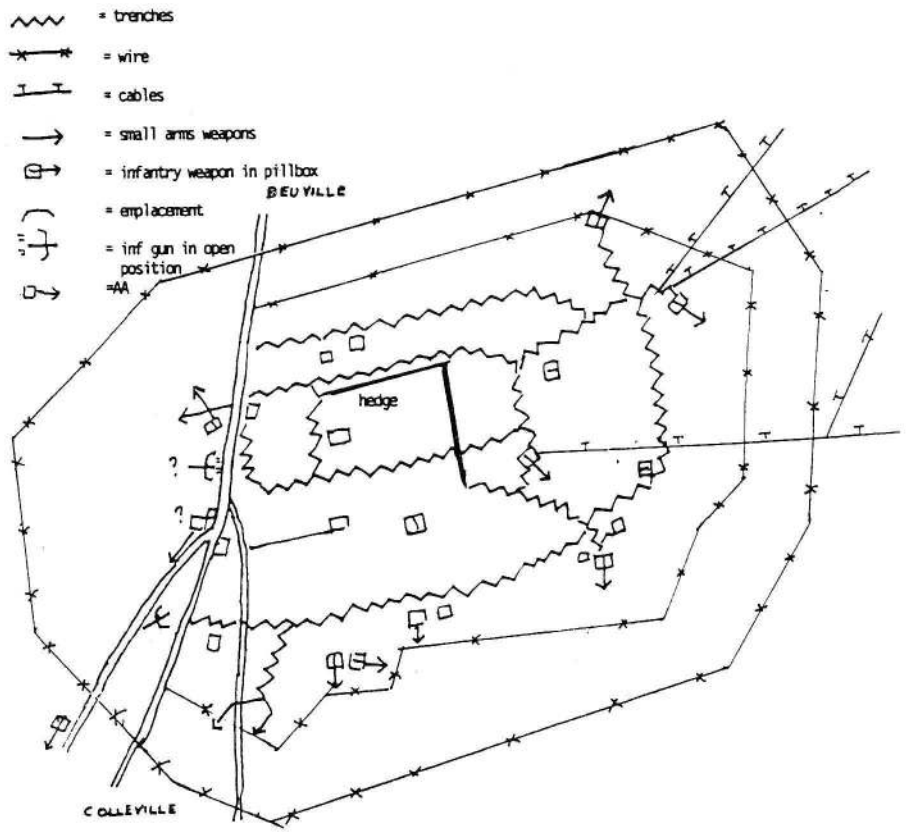 = trenches
= wire
= cables
= small arms weapons
= infantry weapon in pillbox
BEUVILLE
= emplacement
= inf gun in open
position
=AA
hedge
?
?
COLLEVILLE